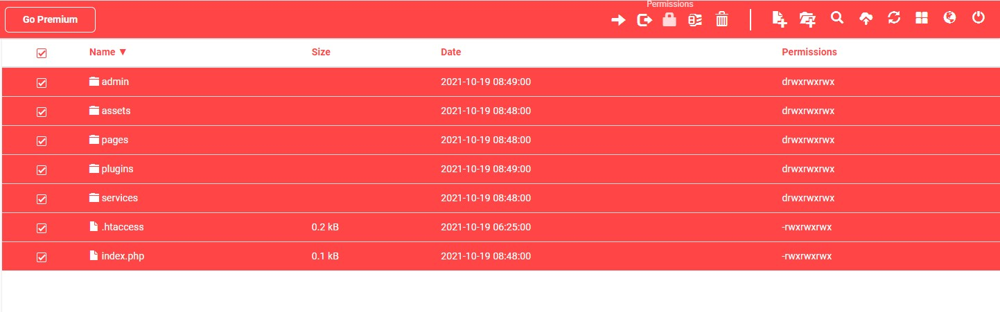 Permissions
Go Premium
Name ▼ Size Date Permissions
admin 2021-10-19 08:49:00 drwxrwxrwx
assets 2021-10-19 08:48:00 drwxrwxrwx
pages 2021-10-19 08:48:00 drwxrwxrwx
plugins 2021-10-19 08:49:00 drwxrwxrwx
services 2021-10-19 08:48:00 drwxrwxrwx
.htaccess 0.2 kB 2021-10-19 06:25:00 -rwxrwxrwx
index.php 0.1 kB 2021-10-19 08:48:00 -rwxrwxrwx